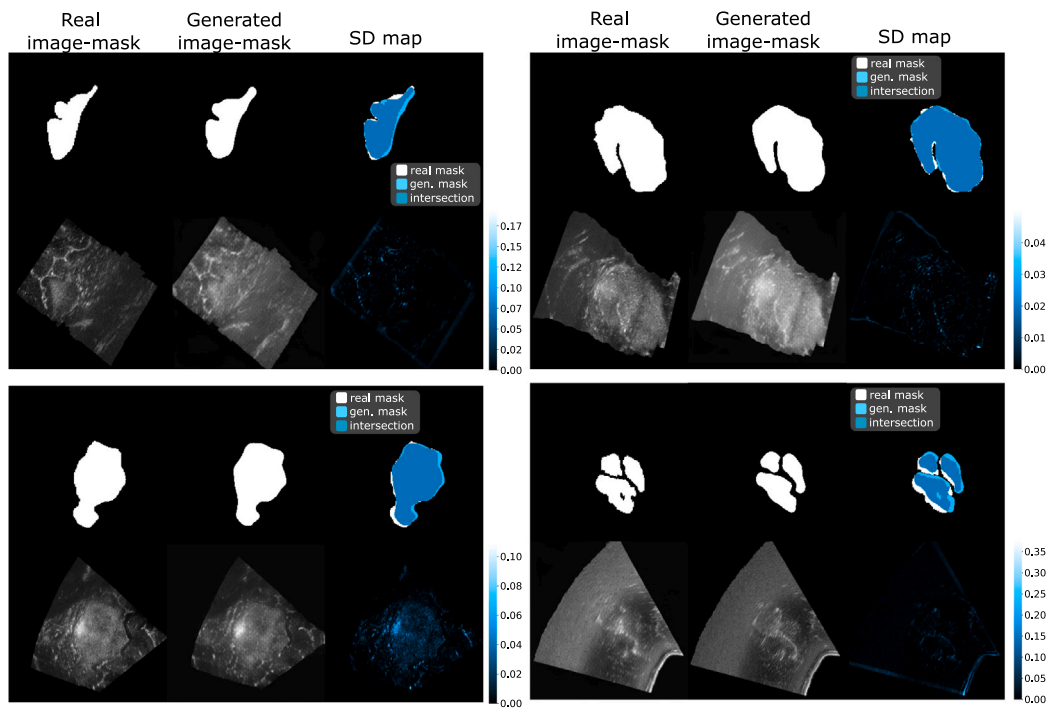 Real
image-mask
Generated
image-mask
SD map
real mask
gen. mask
intersection
0.17
0.15
0.12
0.10
0.07
0.05
0.02
0.00
Real
image-mask
Generated
image-mask
SD map
real mask
gen. mask
intersection
0.04
0.03
0.02
0.01
0.00
real mask
gen. mask
intersection
0.10
0.08
0.06
0.04
0.02
0.00
real mask
gen. mask
intersection
0.35
0.30
0.25
0.20
0.15
0.10
0.05
0.00